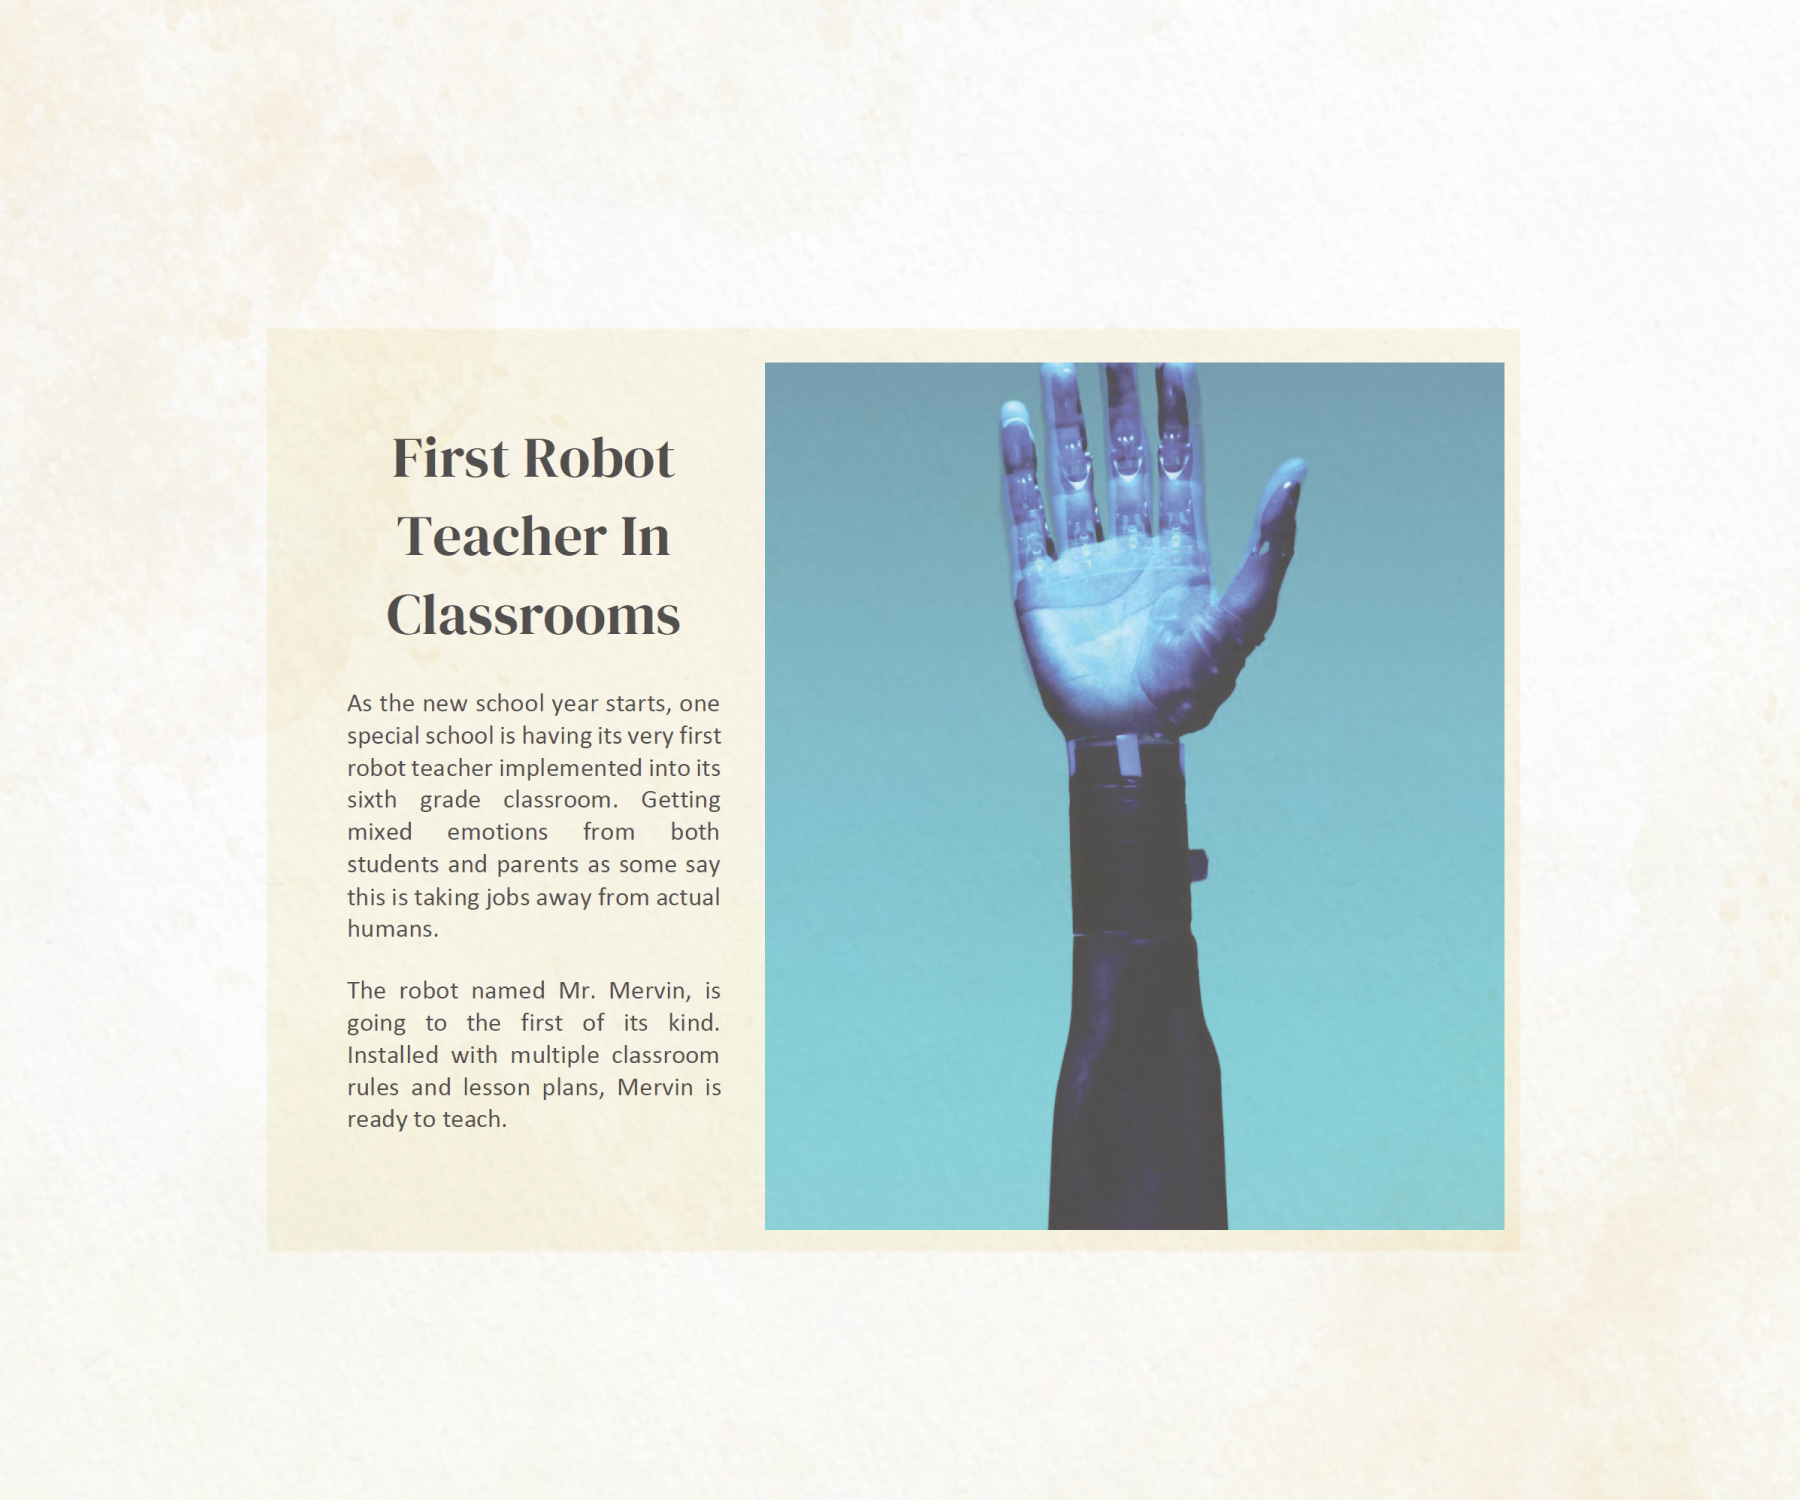 First Robot
Teacher In
Classrooms
As the new school year starts, one
special school is having its very first
robot teacher implemented into its
sixth grade classroom. Getting
mixed emotions from both
students and parents as some say
this is taking jobs away from actual
humans.
The robot named Mr. Mervin, is
going to the first of its kind.
Installed with multiple classroom
rules and lesson plans, Mervin is
ready to teach.